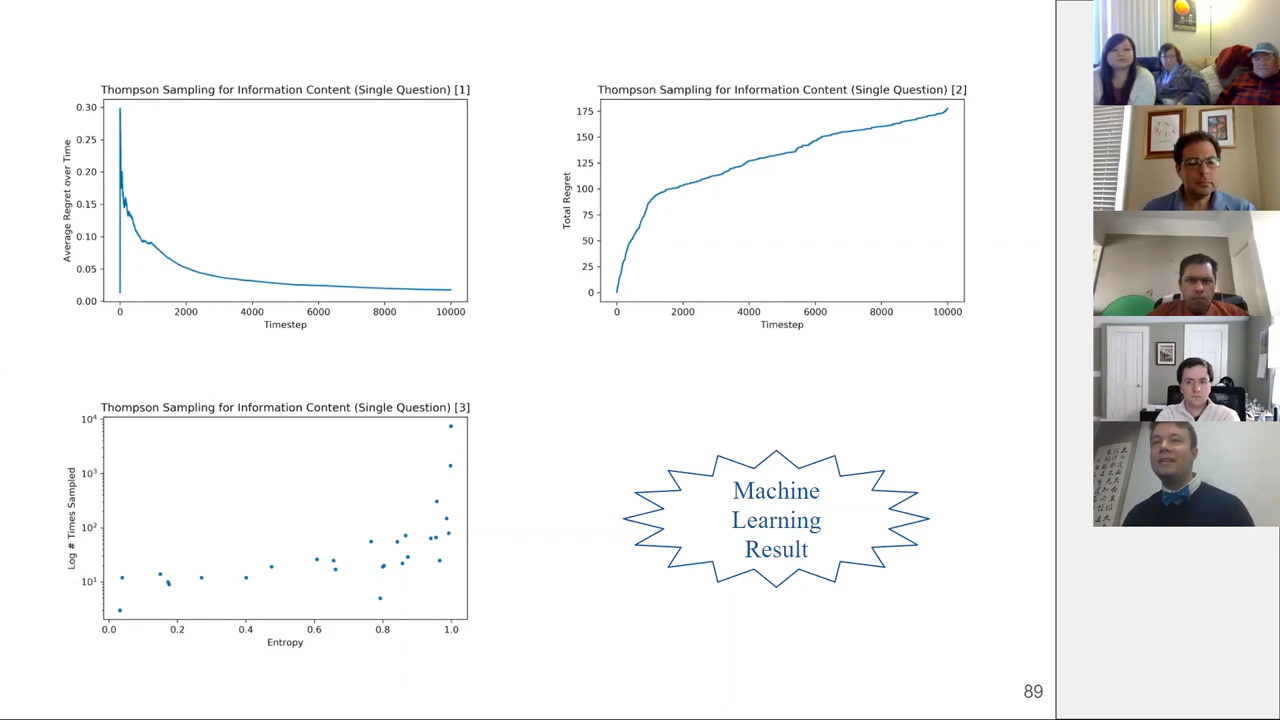 Thompson Sampling for Information Content (Single Question) [1]
0.30
0.25
0.20
0.15
0.10
0.05
0.00
Average Regret over Time
0 2000 4000 6000 8000 10000
Timestep
Thompson Sampling for Information Content (Single Question) [2]
175
150
125
100
75
50
25
0
Total Regret
0 2000 4000 6000 8000 10000
Timestep
Thompson Sampling for Information Content (Single Question) [3]
10⁴
10³
10²
10¹
Log # Times Sampled
0.0 0.2 0.4 0.6 0.8 1.0
Entropy
Machine
Learning
Result
89